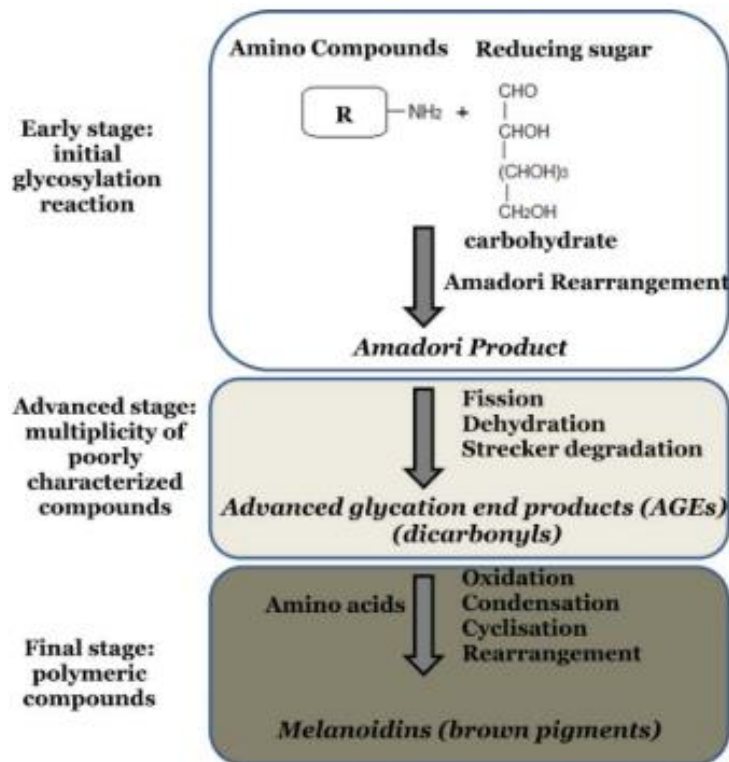 Amino Compounds
Reducing sugar
Early stage:
initial
glycosylation
reaction
R
NH₂ +
CHO
CHOH
(CHOH)₃
CH₂OH
carbohydrate
Amadori Rearrangement
Amadori Product
Advanced stage:
multiplicity of
poorly
characterized
compounds
Fission
Dehydration
Strecker degradation
Advanced glycation end products (AGEs)
(dicarbonyls)
Final stage:
polymeric
compounds
Amino acids
Oxidation
Condensation
Cyclisation
Rearrangement
Melanoidins (brown pigments)